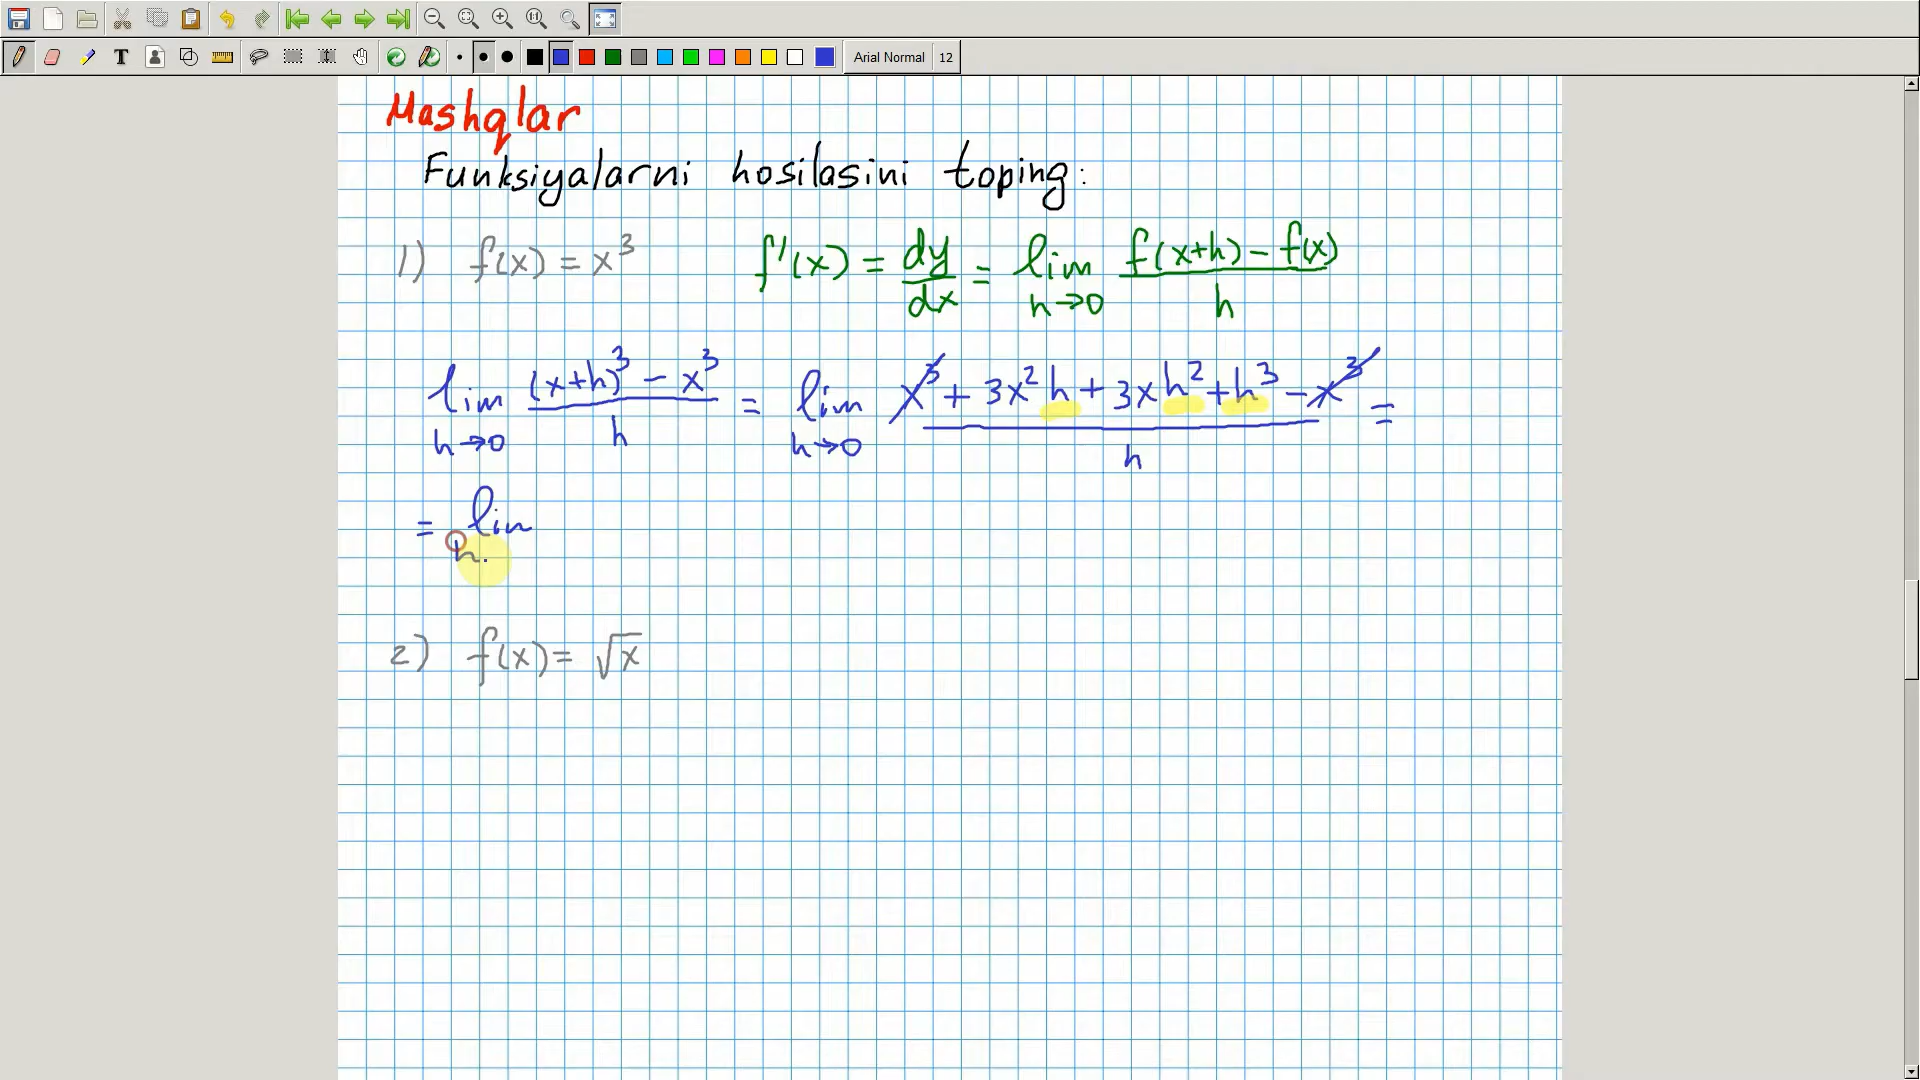 Arial Normal 12
Mashqlar
Funksiyalarni hosilasini toping:
1) f(x) = x³ f'(x) = dy/dx = lim h→0 (f(x+h) − f(x))/h
lim h→0 ((x+h)³ − x³)/h = lim h→0 (x³ + 3x²h + 3xh² + h³ − x³)/h =
= lim h
2) f(x) = √x